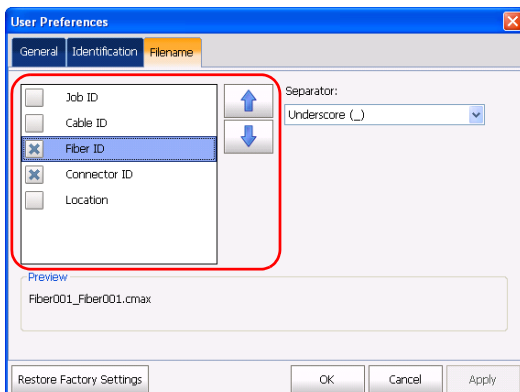 User Preferences
General Identification Filename
Job ID
Cable ID
Fiber ID
Connector ID
Location
Separator:
Underscore (_)
Preview
Fiber001_Fiber001.cmax
Restore Factory Settings OK Cancel Apply